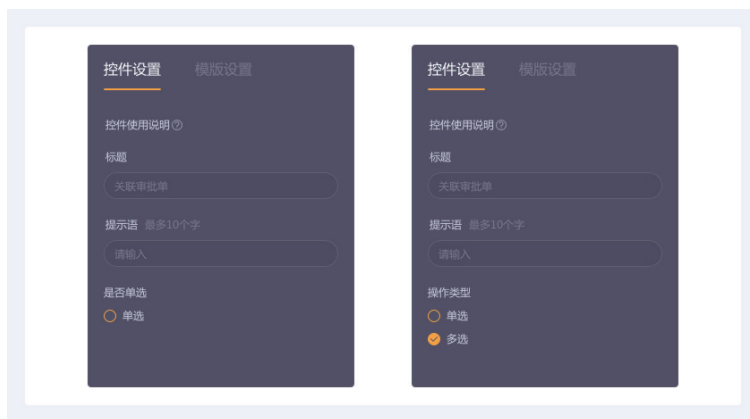 控件设置 模版设置
控件使用说明
标题
关联审批单
提示语 最多10个字
请输入
是否单选
单选
控件设置 模版设置
控件使用说明
标题
关联审批单
提示语 最多10个字
请输入
操作类型
单选
多选